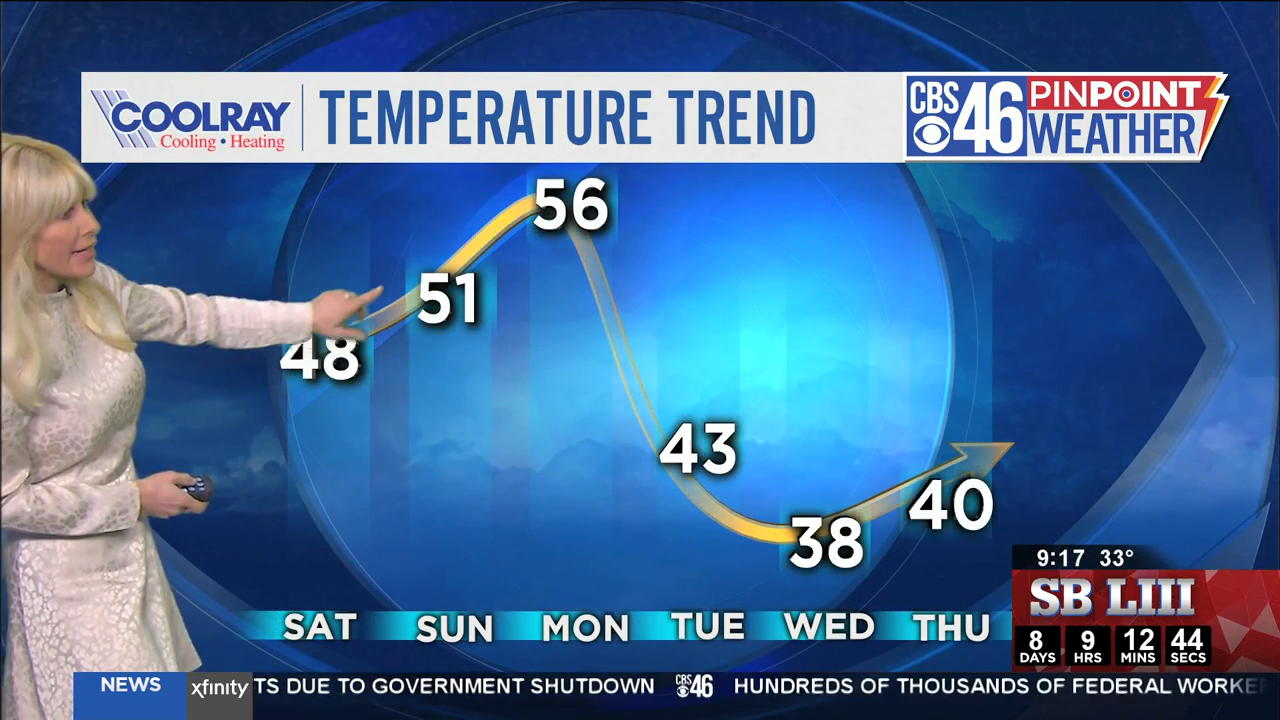 COOLRAY
Cooling • Heating
TEMPERATURE TREND
CBS 46 PINPOINT WEATHER
56
51
48
43
40
38
SAT SUN MON TUE WED THU
9:17 33°
SB LIII
8 9 12 44
DAYS HRS MINS SECS
NEWS xfinity TS DUE TO GOVERNMENT SHUTDOWN CBS 46 HUNDREDS OF THOUSANDS OF FEDERAL WORKE